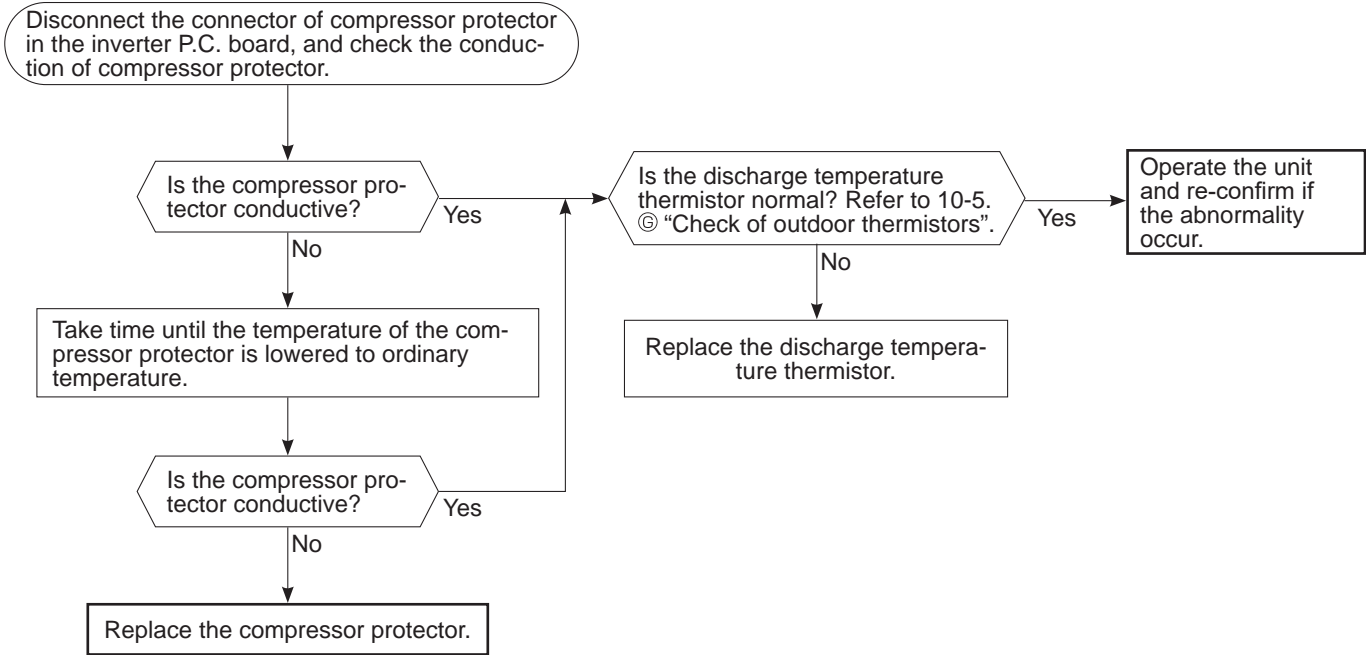 Disconnect the connector of compressor protector
in the inverter P.C. board, and check the conduc-
tion of compressor protector.
Is the compressor pro-
tector conductive?
Yes
No
Take time until the temperature of the com-
pressor protector is lowered to ordinary
temperature.
Is the compressor pro-
tector conductive?
Yes
No
Replace the compressor protector.
Is the discharge temperature
thermistor normal? Refer to 10-5.
Ⓖ “Check of outdoor thermistors”.
Yes
No
Replace the discharge tempera-
ture thermistor.
Operate the unit
and re-confirm if
the abnormality
occur.